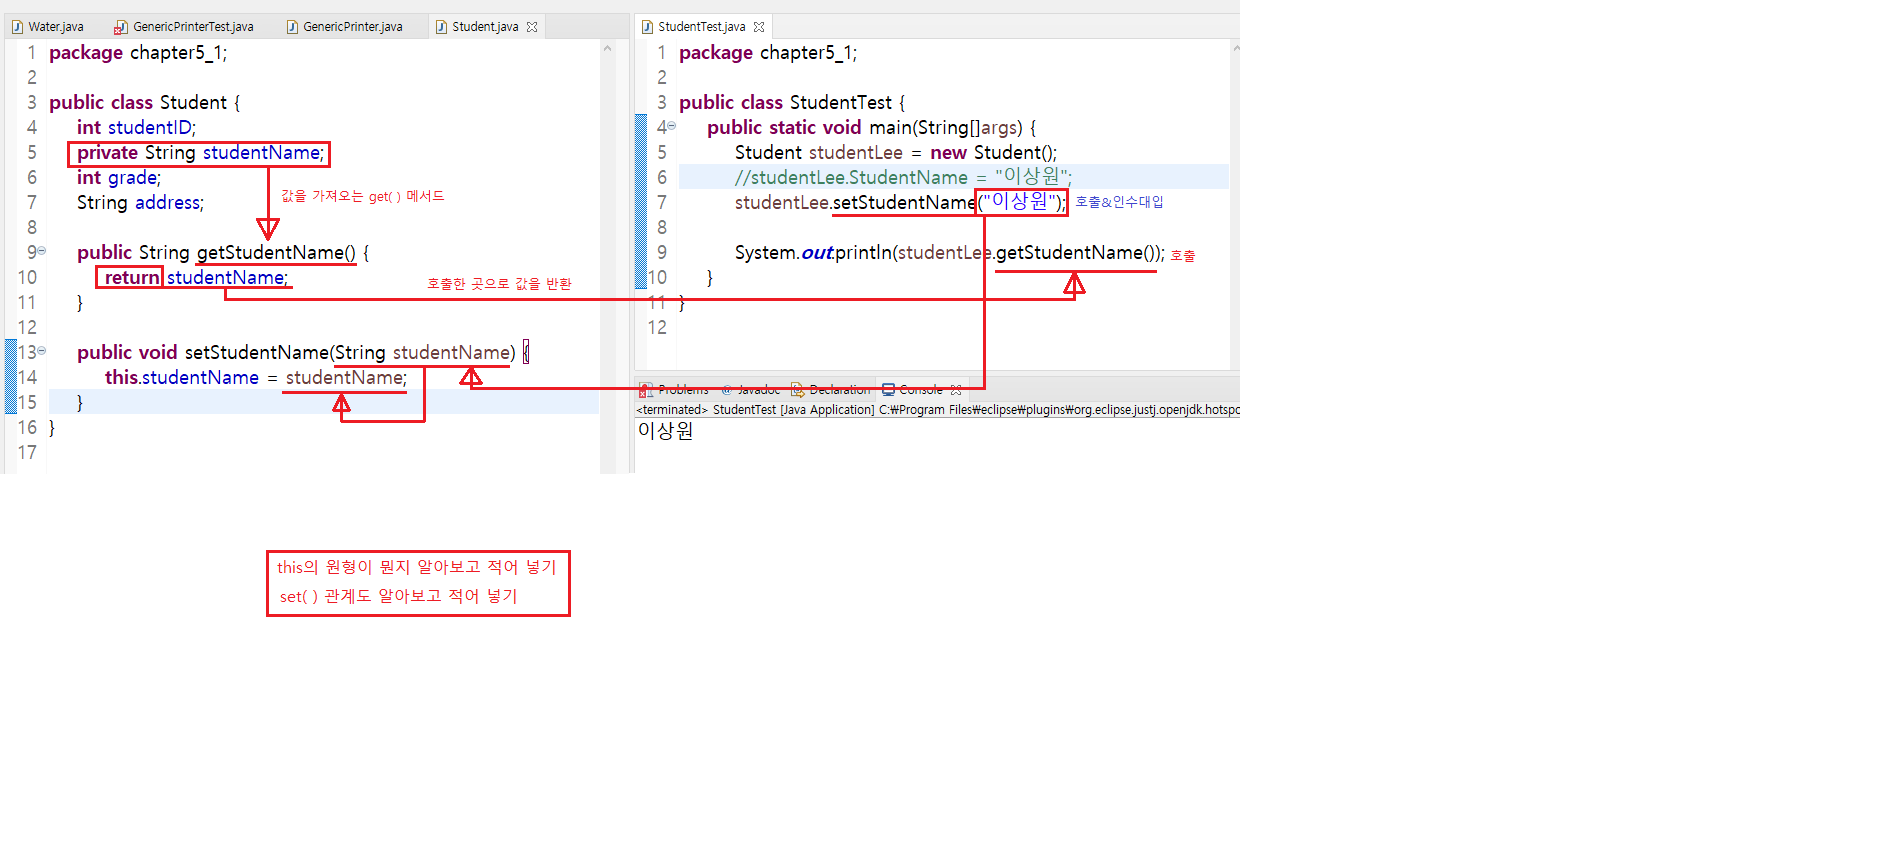 Water.java GenericPrinterTest.java GenericPrinter.java Student.java
1 package chapter5_1;
2
3 public class Student {
4 int studentID;
5 private String studentName;
6 int grade;
값을 가져오는 get( ) 메서드
7 String address;
8
9 public String getStudentName() {
10 return studentName;
호출한 곳으로 값을 반환
11 }
12
13 public void setStudentName(String studentName) {
14 this.studentName = studentName;
15 }
16 }
17
StudentTest.java
1 package chapter5_1;
2
3 public class StudentTest {
4 public static void main(String[]args) {
5 Student studentLee = new Student();
6 //studentLee.StudentName = "이상원";
7 studentLee.setStudentName("이상원"); 호출&인수대입
8
9 System.out.println(studentLee.getStudentName()); 호출
10 }
11 }
12
Problems @ Javadoc Declaration Console
<terminated> StudentTest [Java Application] C:₩Program Files₩eclipse₩plugins₩org.eclipse.justj.openjdk.hotspo
이상원
this의 원형이 뭔지 알아보고 적어 넣기
set( ) 관계도 알아보고 적어 넣기